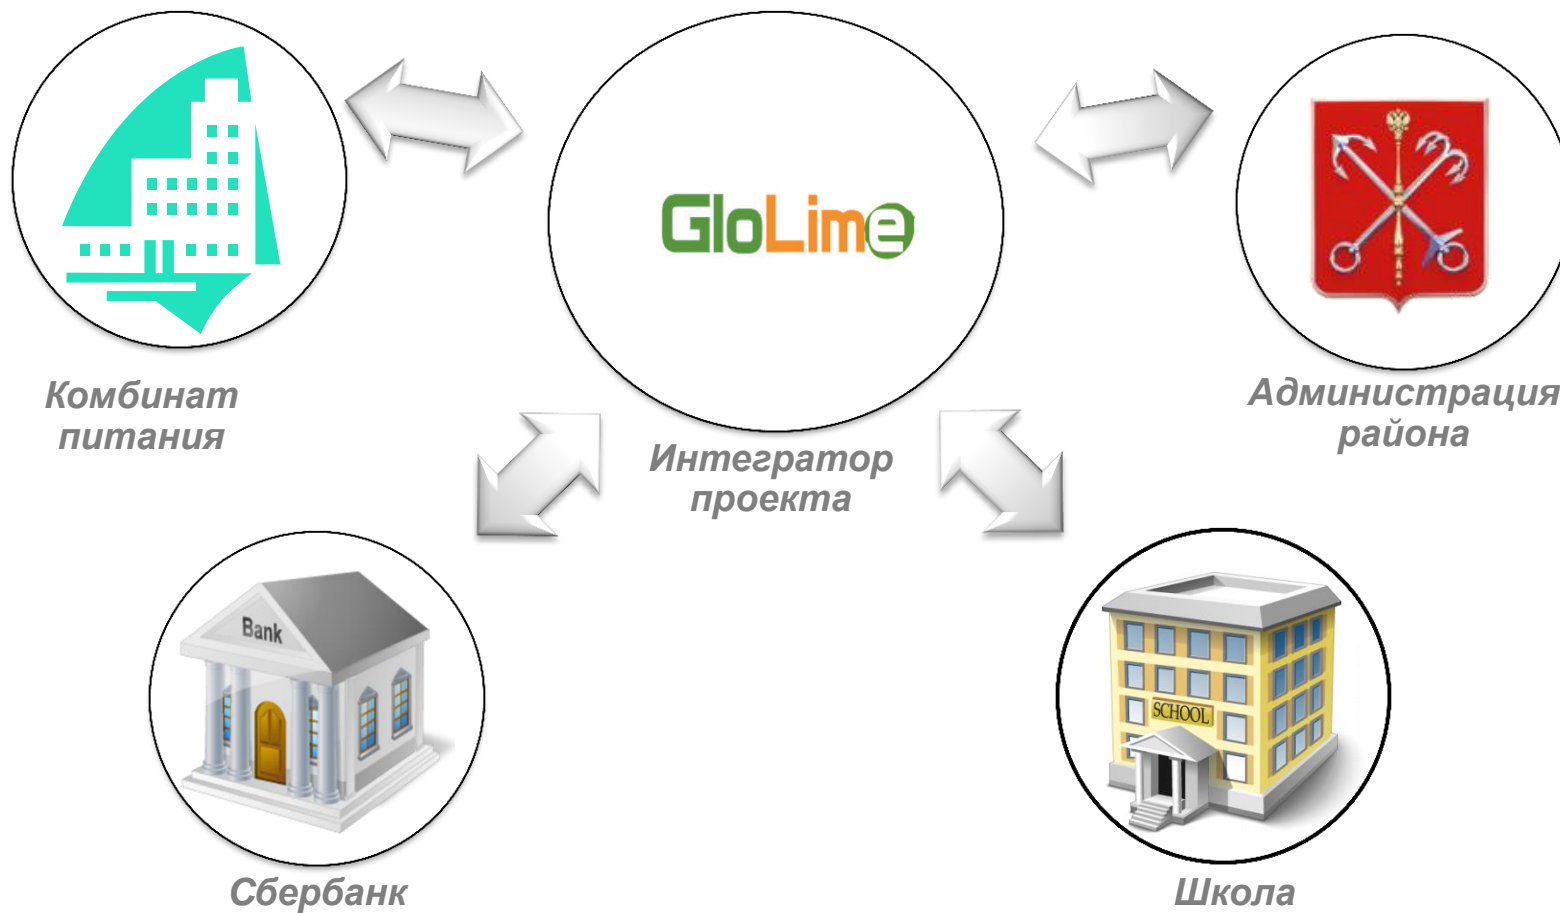 GloLime
Комбинат
питания
Интегратор
проекта
Администрация
района
Bank
SCHOOL
Сбербанк
Школа